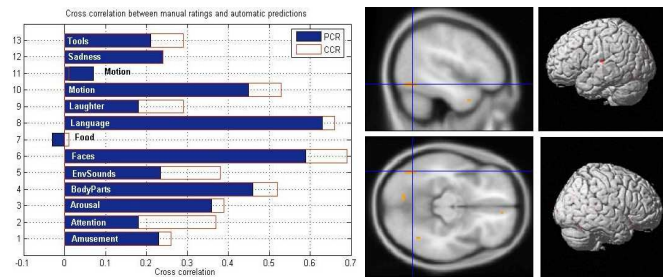 Cross correlation between manual ratings and automatic predictions
PCR
CCR
13 Tools
12 Sadness
11 Motion
10 Motion
9 Laughter
8 Language
7 Food
6 Faces
5 EnvSounds
4 BodyParts
3 Arousal
2 Attention
1 Amusement
-0.1 0 0.1 0.2 0.3 0.4 0.5 0.6 0.7
Cross correlation